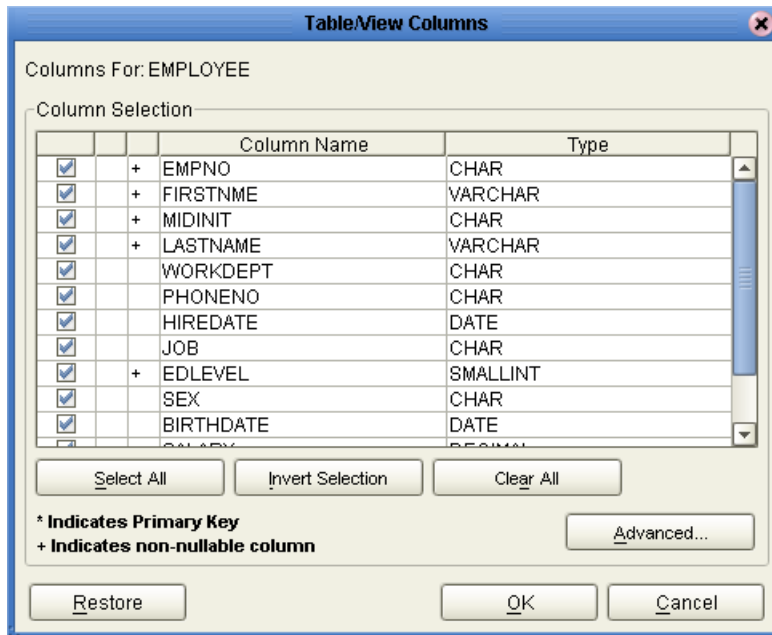 Table/View Columns
Columns For: EMPLOYEE
Column Selection
Column Name Type
+ EMPNO CHAR
+ FIRSTNME VARCHAR
+ MIDINIT CHAR
+ LASTNAME VARCHAR
WORKDEPT CHAR
PHONENO CHAR
HIREDATE DATE
JOB CHAR
+ EDLEVEL SMALLINT
SEX CHAR
BIRTHDATE DATE
SALARY DECIMAL
Select All Invert Selection Clear All
* Indicates Primary Key
+ Indicates non-nullable column
Advanced...
Restore OK Cancel